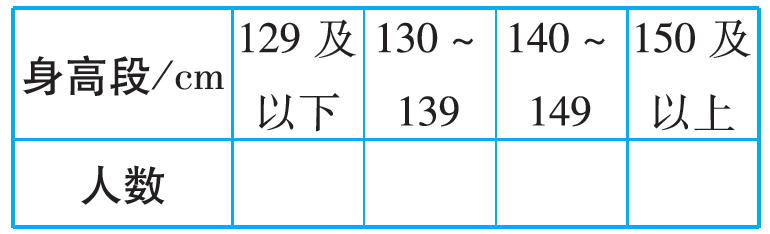 身高段/cm
129 及
以下
130 ~
139
140 ~
149
150 及
以上
人数